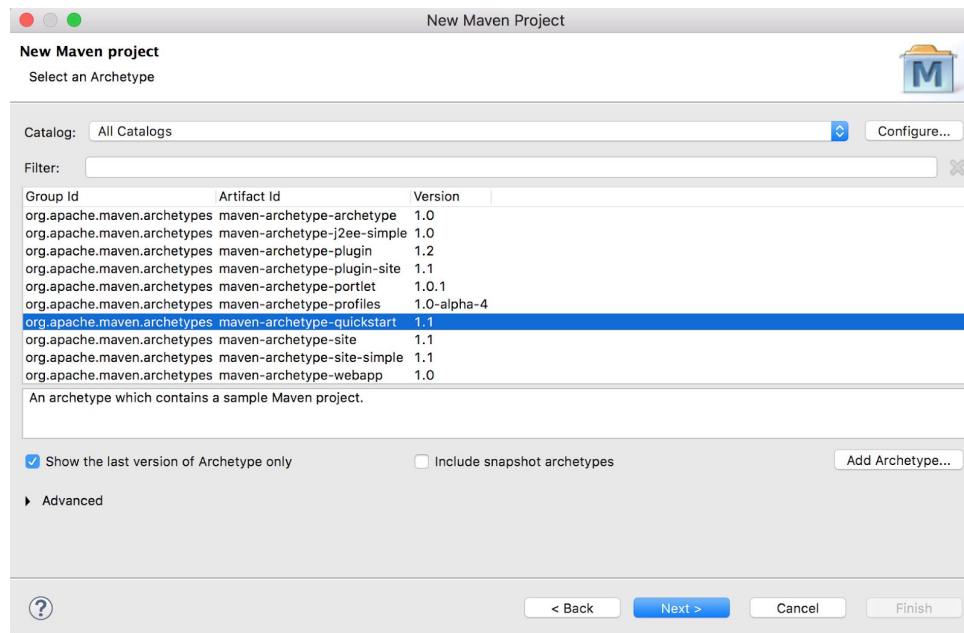 New Maven Project
New Maven project
Select an Archetype
M
Catalog: All Catalogs Configure...
Filter:
Group Id Artifact Id Version
org.apache.maven.archetypes maven-archetype-archetype 1.0
org.apache.maven.archetypes maven-archetype-j2ee-simple 1.0
org.apache.maven.archetypes maven-archetype-plugin 1.2
org.apache.maven.archetypes maven-archetype-plugin-site 1.1
org.apache.maven.archetypes maven-archetype-portlet 1.0.1
org.apache.maven.archetypes maven-archetype-profiles 1.0-alpha-4
org.apache.maven.archetypes maven-archetype-quickstart 1.1
org.apache.maven.archetypes maven-archetype-site 1.1
org.apache.maven.archetypes maven-archetype-site-simple 1.1
org.apache.maven.archetypes maven-archetype-webapp 1.0
An archetype which contains a sample Maven project.
Show the last version of Archetype only Include snapshot archetypes Add Archetype...
Advanced
? < Back Next > Cancel Finish